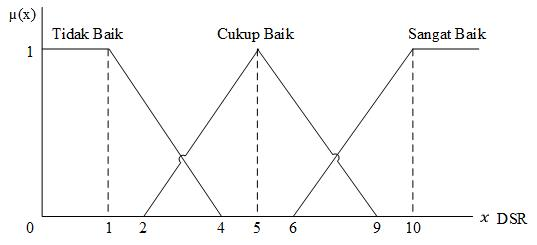 μ(x)
Tidak Baik Cukup Baik Sangat Baik
1
0 1 2 4 5 6 9 10 x DSR